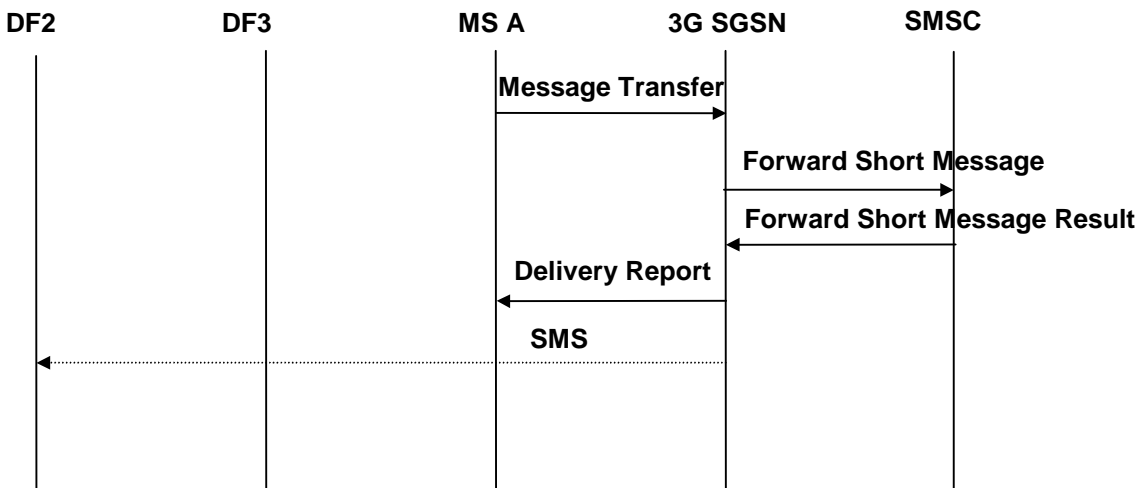 DF2 DF3 MS A 3G SGSN SMSC
Message Transfer
Forward Short Message
Forward Short Message Result
Delivery Report
SMS